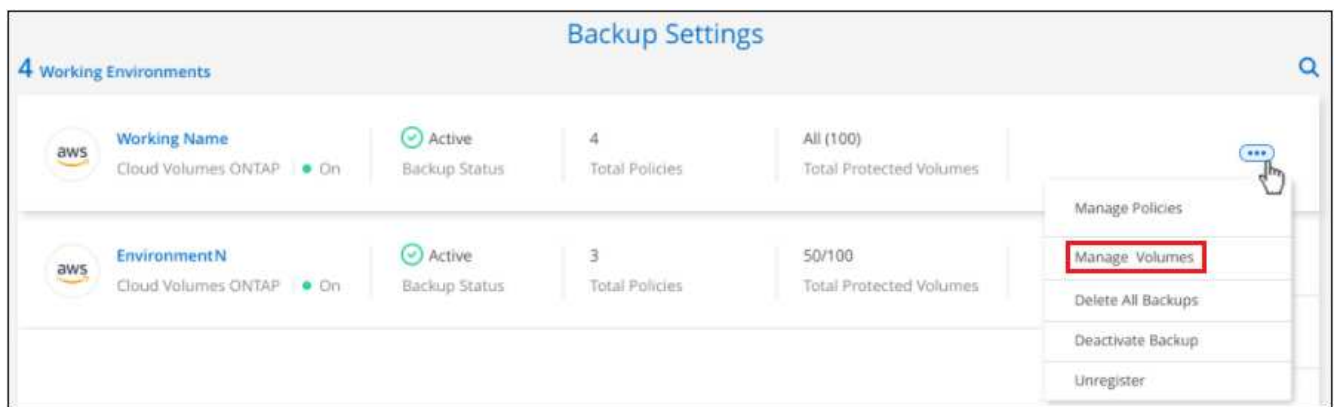 Backup Settings
4 Working Environments
aws
Working Name
Cloud Volumes ONTAP
On
Active
Backup Status
4
Total Policies
All (100)
Total Protected Volumes
Manage Policies
Manage Volumes
Delete All Backups
Deactivate Backup
Unregister
aws
EnvironmentN
Cloud Volumes ONTAP
On
Active
Backup Status
3
Total Policies
50/100
Total Protected Volumes